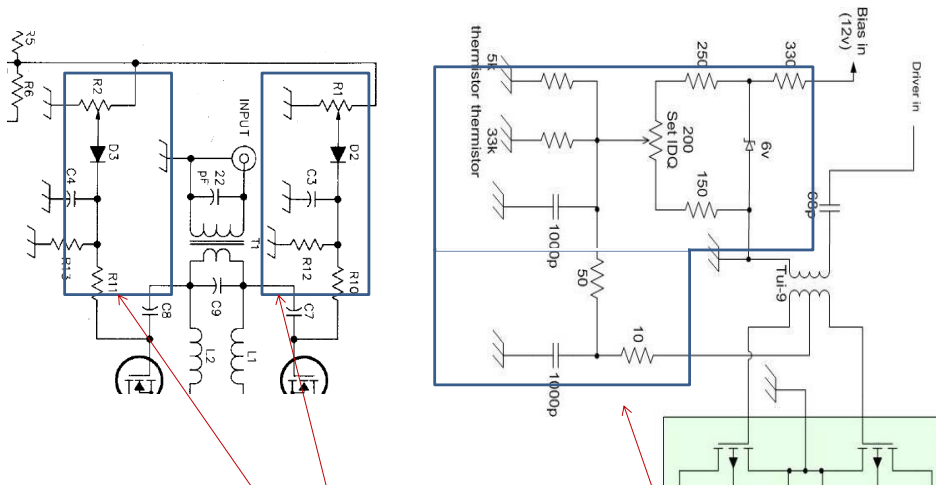 R5
R6
R2
D3
C4
R13
R11
C8
INPUT
22
pF
T1
C9
L2
L1
R1
D2
C3
R12
R10
C7
5k
thermistor
33k
thermistor
1000p
50
1000p
10
250
200
Set IDQ
150
330
6v
Bias in
(12v)
Driver in
68p
Tui-9